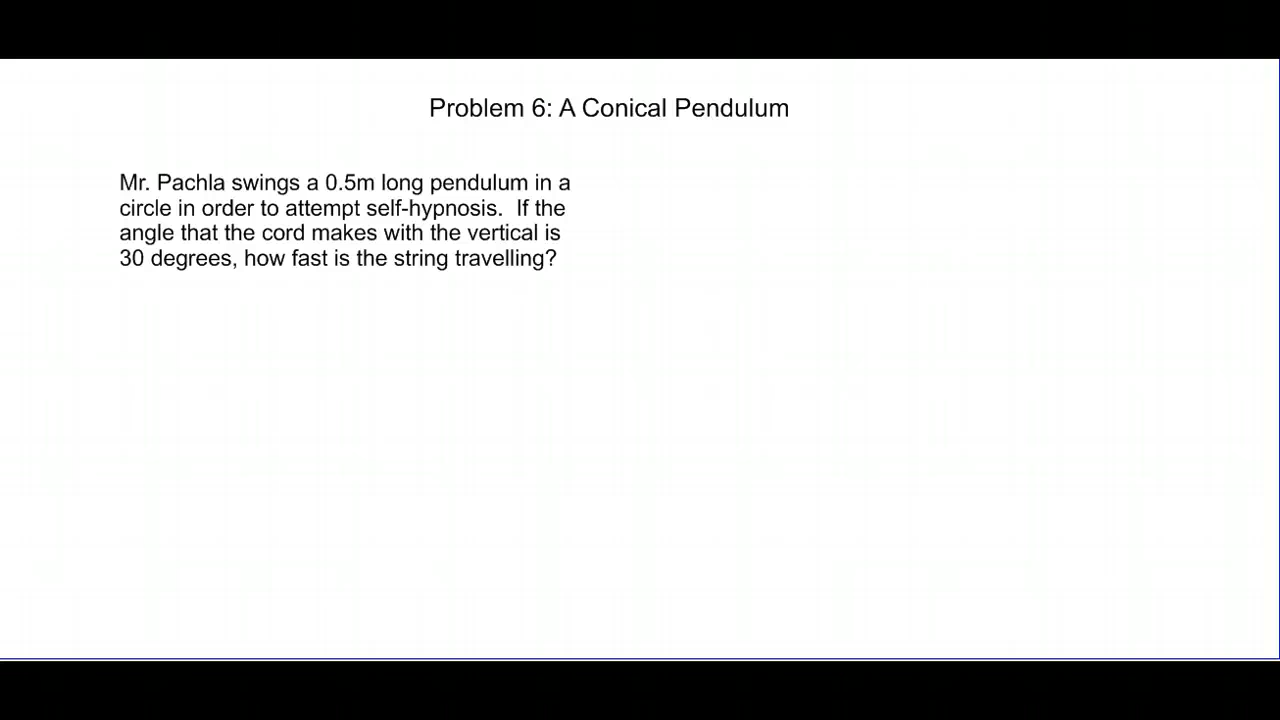 Problem 6: A Conical Pendulum
Mr. Pachla swings a 0.5m long pendulum in a
circle in order to attempt self-hypnosis.  If the
angle that the cord makes with the vertical is
30 degrees, how fast is the string travelling?